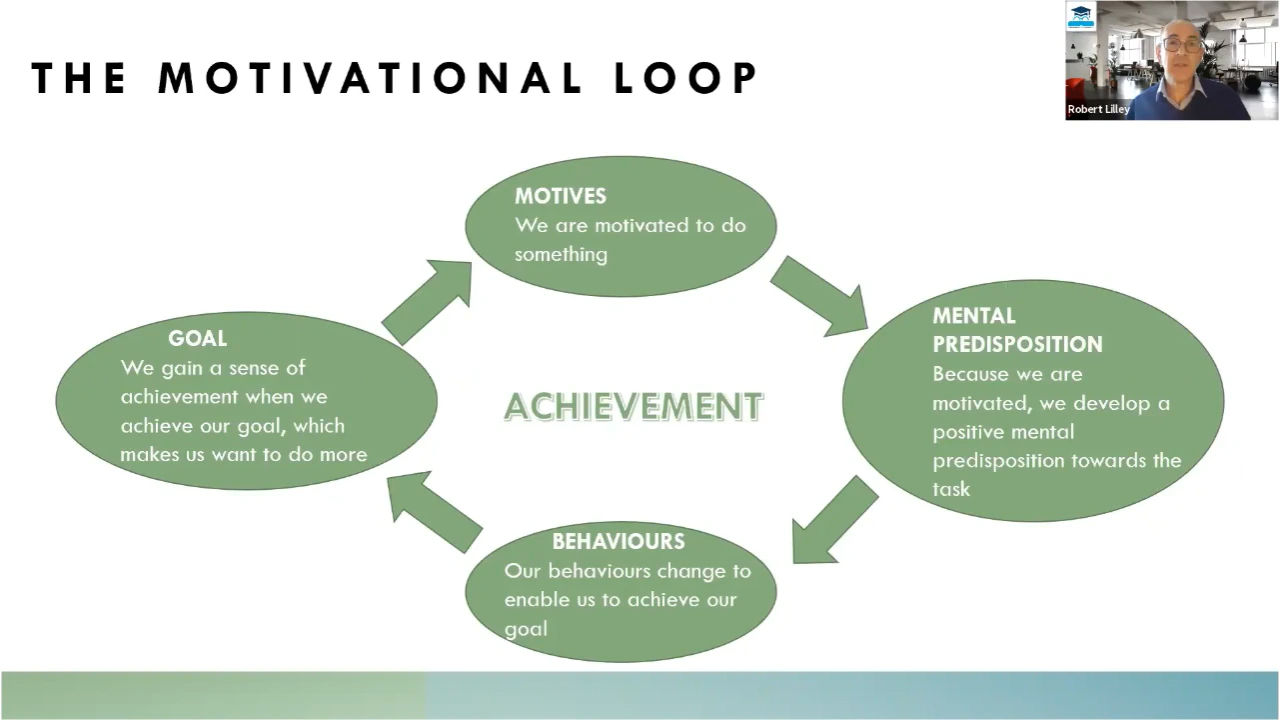 THE MOTIVATIONAL LOOP
Robert Lilley
MOTIVES
We are motivated to do
something
MENTAL
PREDISPOSITION
Because we are
motivated, we develop a
positive mental
predisposition towards the
task
GOAL
We gain a sense of
achievement when we
achieve our goal, which
makes us want to do more
ACHIEVEMENT
BEHAVIOURS
Our behaviours change to
enable us to achieve our
goal